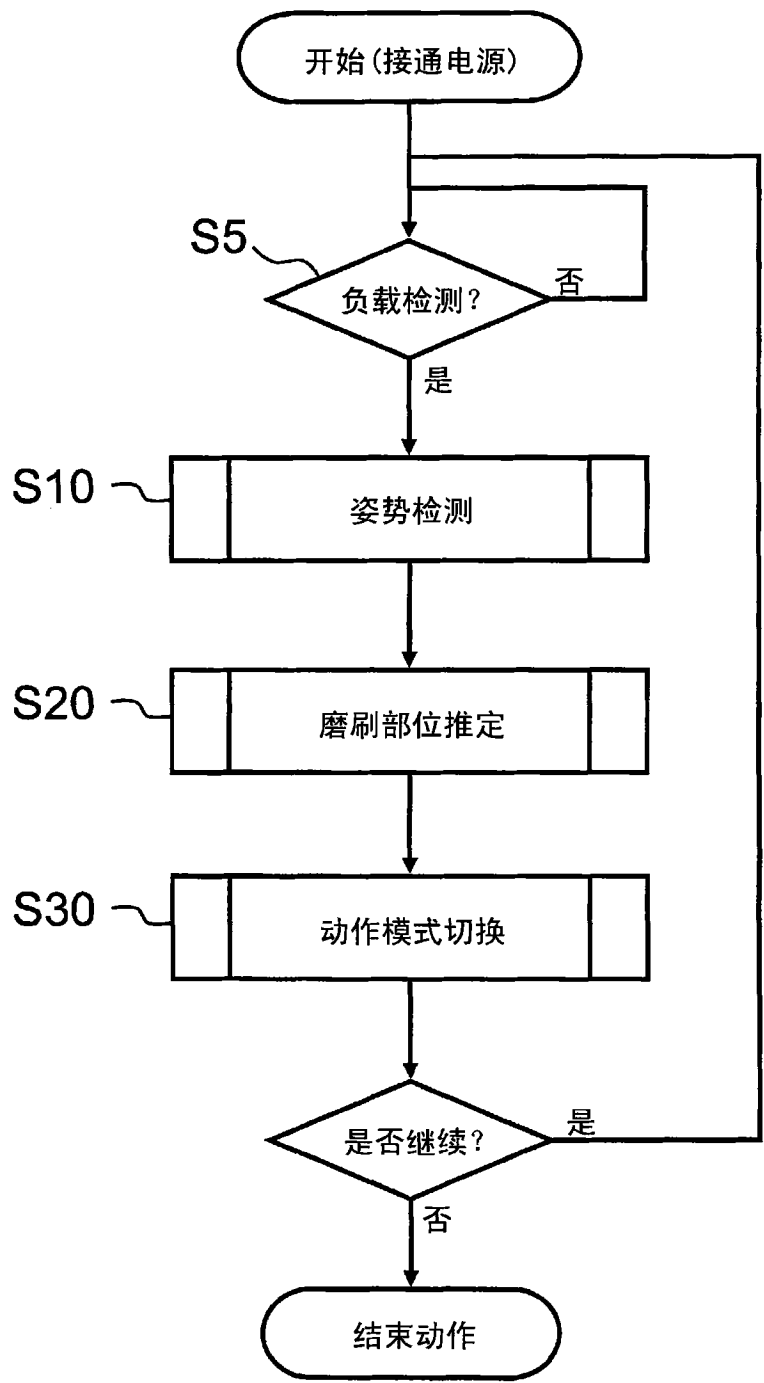 开始(接通电源)
S5
负载检测?
否
是
S10
姿势检测
S20
磨刷部位推定
S30
动作模式切换
是否继续?
是
否
结束动作